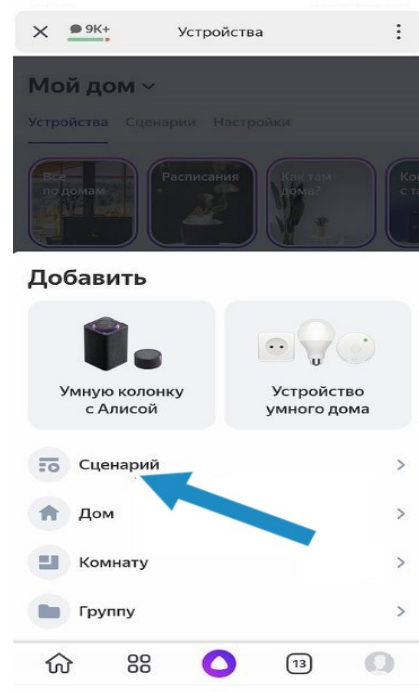 9K+ Устройства
Мой дом
Устройства Сценарии Настройки
Все
по домам
Расписания
Как там
дома?
Добавить
Умную колонку
с Алисой
Устройство
умного дома
Сценарий
Дом
Комнату
Группу
13